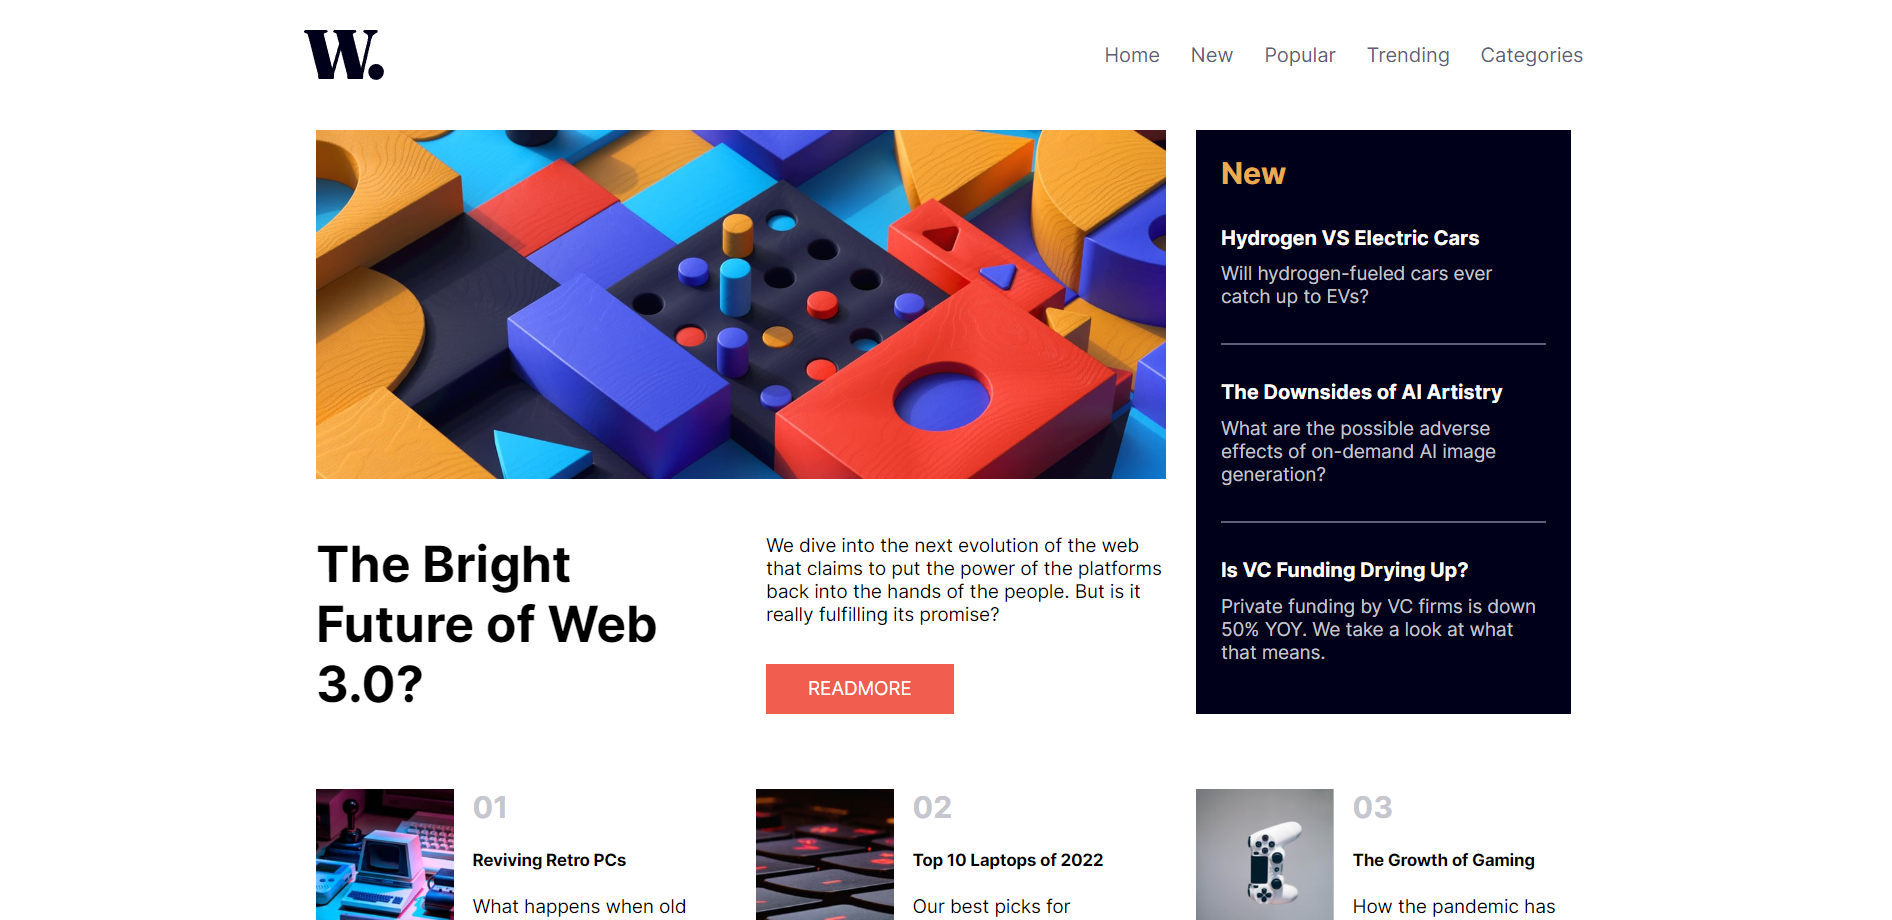 W.
Home New Popular Trending Categories
The Bright
Future of Web
3.0?
We dive into the next evolution of the web
that claims to put the power of the platforms
back into the hands of the people. But is it
really fulfilling its promise?
READMORE
New
Hydrogen VS Electric Cars
Will hydrogen-fueled cars ever
catch up to EVs?
The Downsides of AI Artistry
What are the possible adverse
effects of on-demand AI image
generation?
Is VC Funding Drying Up?
Private funding by VC firms is down
50% YOY. We take a look at what
that means.
01
Reviving Retro PCs
What happens when old
02
Top 10 Laptops of 2022
Our best picks for
03
The Growth of Gaming
How the pandemic has